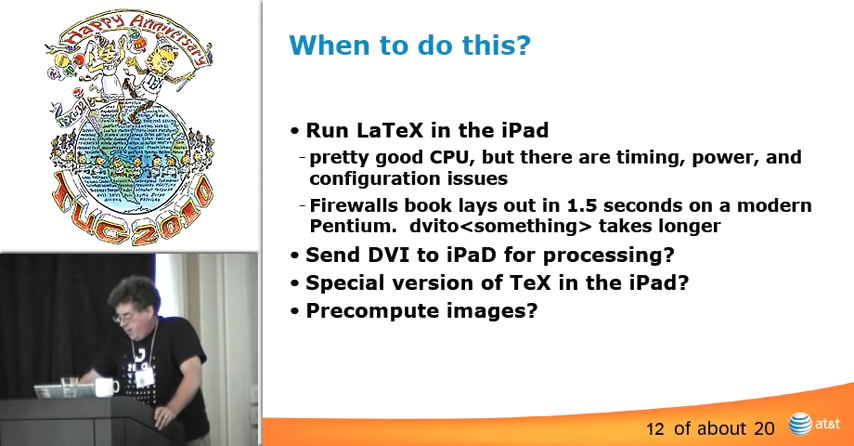 Happy Anniversary
TUG 2010
When to do this?
• Run LaTeX in the iPad
- pretty good CPU, but there are timing, power, and
configuration issues
- Firewalls book lays out in 1.5 seconds on a modern
Pentium. dvito<something> takes longer
• Send DVI to iPaD for processing?
• Special version of TeX in the iPad?
• Precompute images?
12 of about 20
at&t